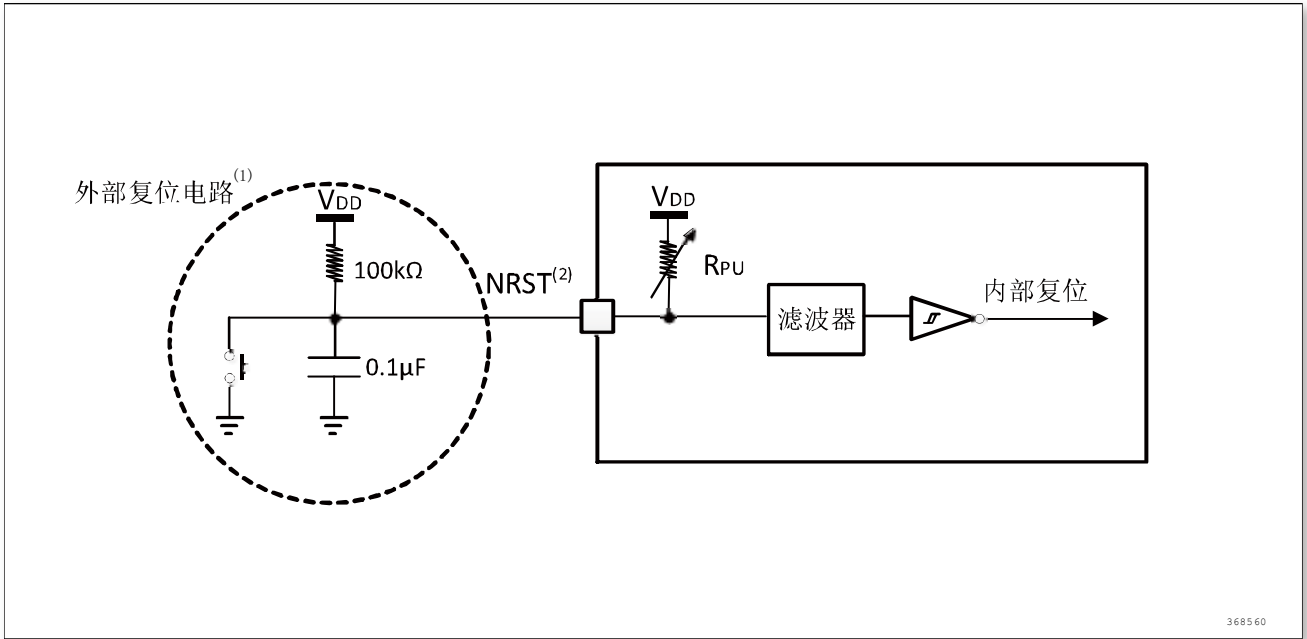 外部复位电路(1)
VDD
100kΩ
0.1μF
NRST(2)
VDD
RPU
滤波器
内部复位
368560